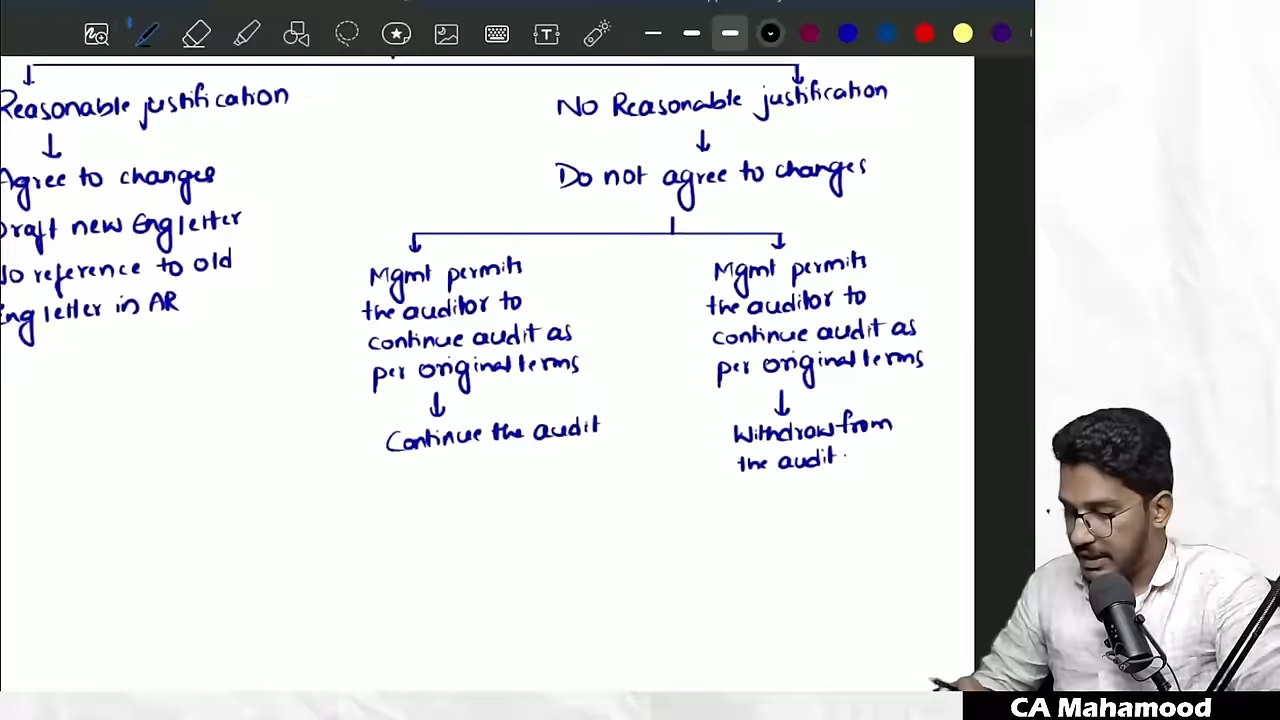 Reasonable justification
Agree to changes
Draft new Eng letter
No reference to old
Eng letter in AR
No Reasonable justification
Do not agree to changes
Mgmt permits
the auditor to
continue audit as
per original terms
Continue the audit
Mgmt permits
the auditor to
continue audit as
per original terms
Withdraw from
the audit.
CA Mahamood